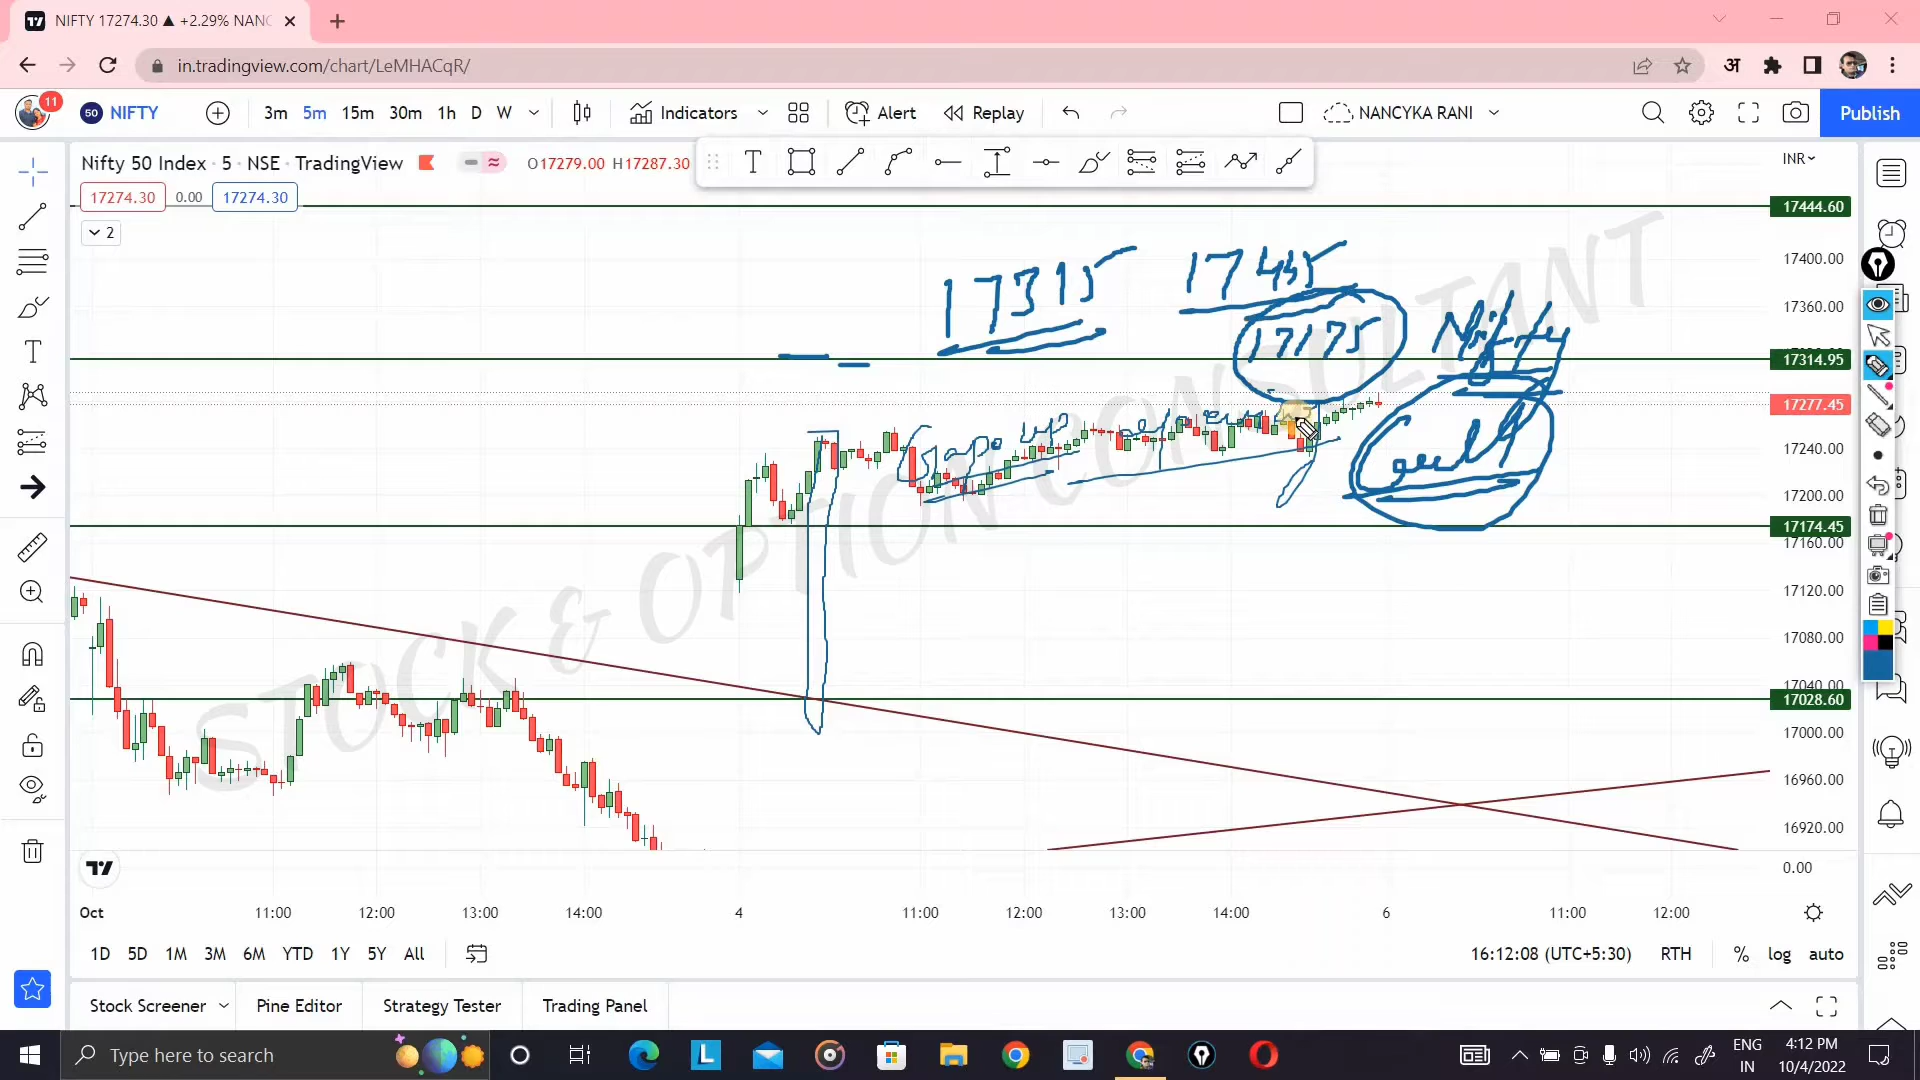 NIFTY 17274.30 ▲ +2.29% NANC
in.tradingview.com/chart/LeMHACqR/
अ
11
50 NIFTY 3m 5m 15m 30m 1h D W Indicators Alert Replay NANCYKA RANI Publish
Nifty 50 Index · 5 · NSE · TradingView O17279.00 H17287.30
T
INR
17274.30 0.00 17274.30
2
17444.60
17400.00
17360.00
17314.95
17277.45
17240.00
17200.00
17174.45
17160.00
17120.00
17080.00
17040.00
17028.60
17000.00
16960.00
16920.00
0.00
17315 17445
17175
Nifty
Gap up
STOCK & OPTION CONSULTANT
Oct 11:00 12:00 13:00 14:00 4 11:00 12:00 13:00 14:00 6 11:00 12:00
1D 5D 1M 3M 6M YTD 1Y 5Y All 16:12:08 (UTC+5:30) RTH % log auto
Stock Screener Pine Editor Strategy Tester Trading Panel
Type here to search
ENG
IN
4:12 PM
10/4/2022